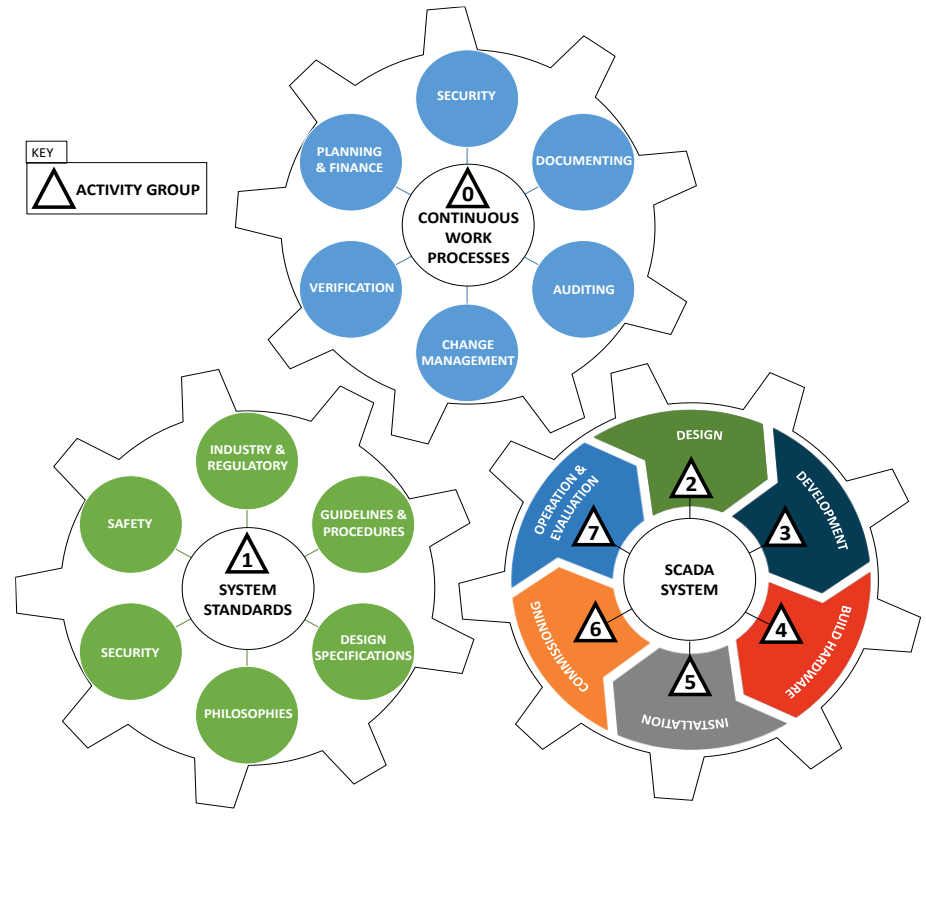 KEY
ACTIVITY GROUP
SECURITY
PLANNING
& FINANCE
DOCUMENTING
0
CONTINUOUS
WORK
PROCESSES
VERIFICATION
AUDITING
CHANGE
MANAGEMENT
INDUSTRY &
REGULATORY
SAFETY
GUIDELINES &
PROCEDURES
1
SYSTEM
STANDARDS
SECURITY
DESIGN
SPECIFICATIONS
PHILOSOPHIES
DESIGN
2
DEVELOPMENT
3
BUILD HARDWARE
4
INSTALLATION
5
COMMISSIONING
6
OPERATION &
EVALUATION
7
SCADA
SYSTEM